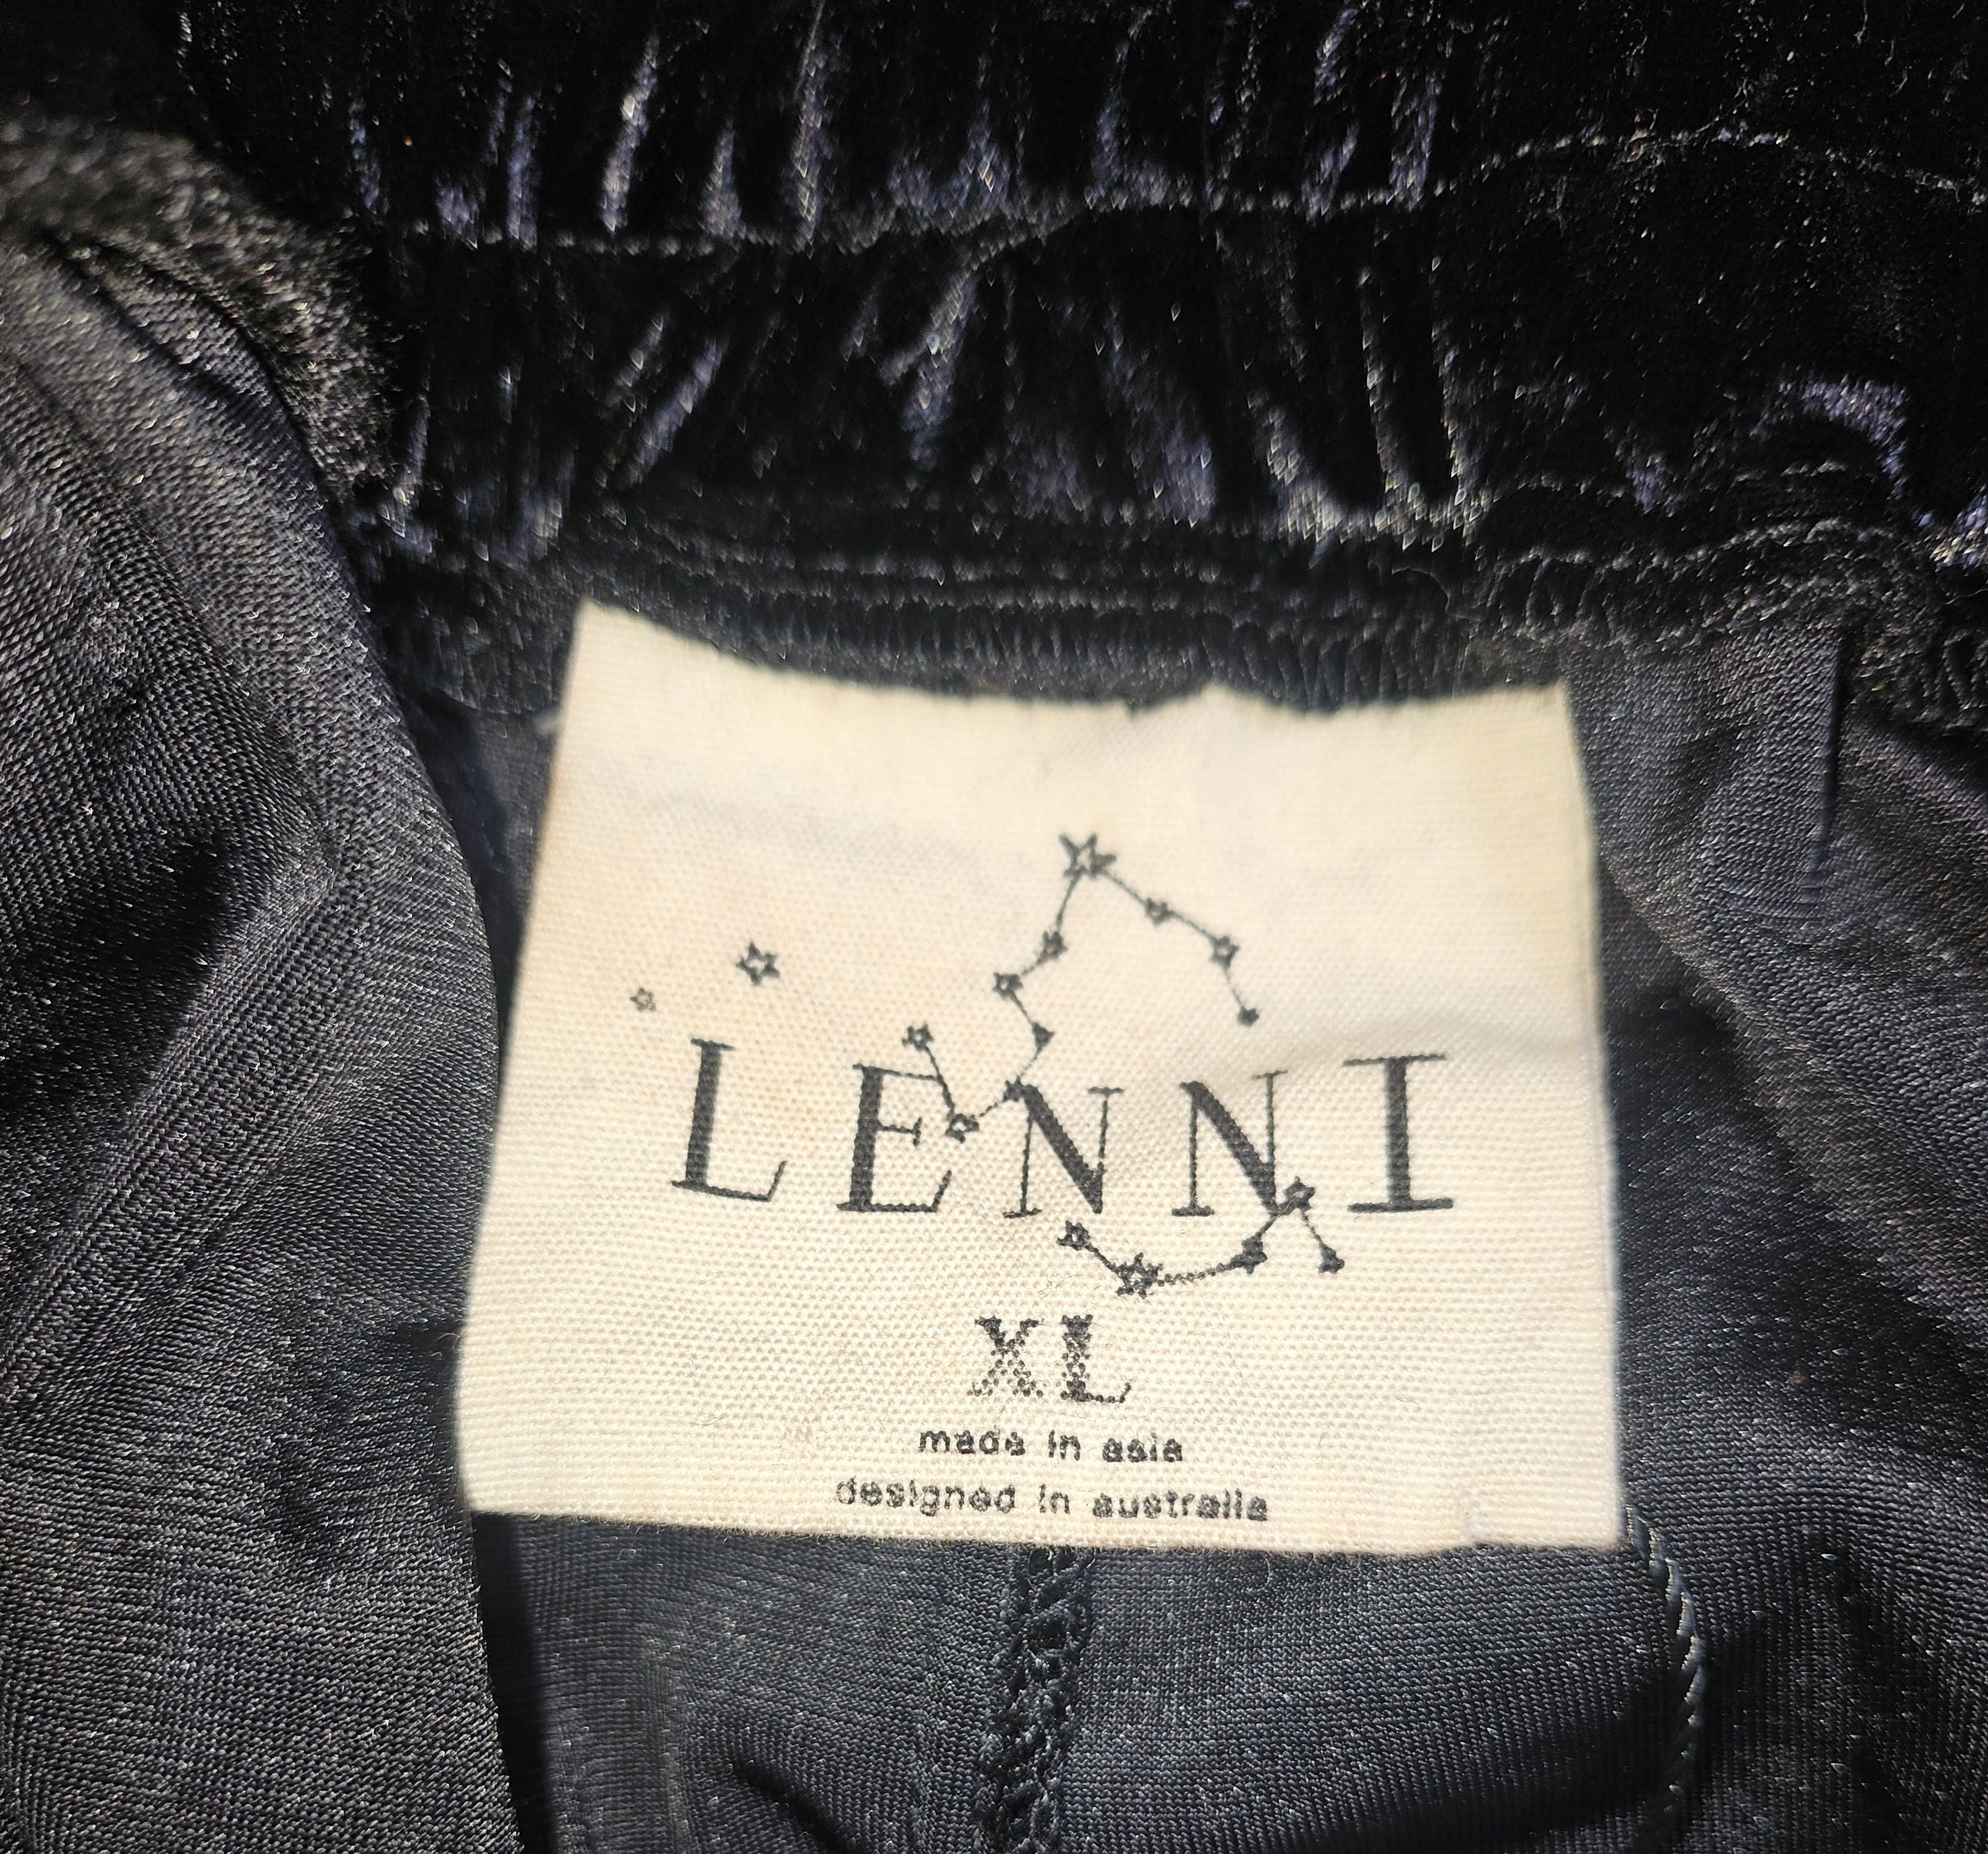 LENNI
XL
made in asia
designed in australia